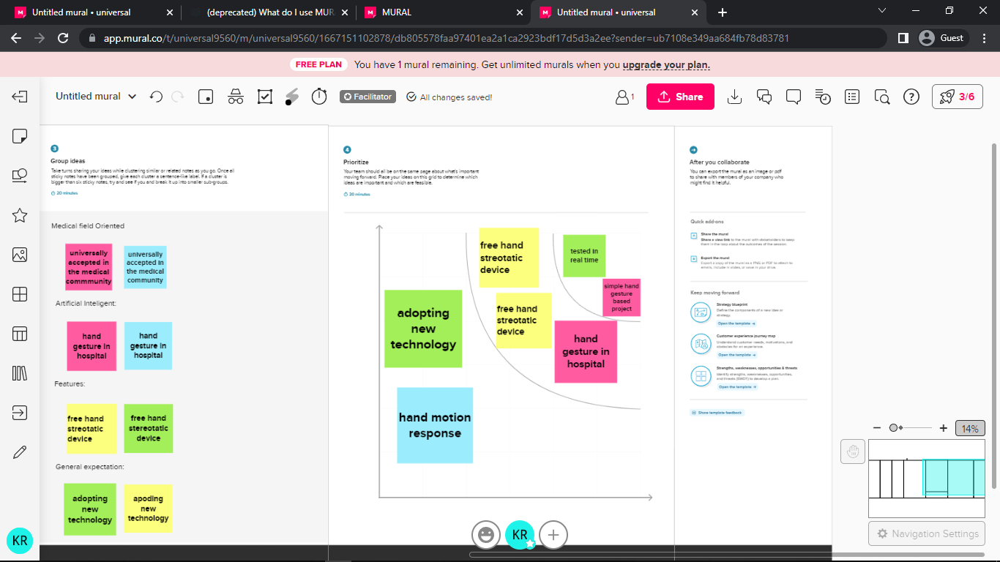 Untitled mural • universal
(deprecated) What do I use MUR
MURAL
Untitled mural • universal
app.mural.co/t/universal9560/m/universal9560/1667151102878/db805578faa97401ea2a1ca2923bdf17d5d3a2ee?sender=ub7108e349aa684fb78d83781
Guest
FREE PLAN You have 1 mural remaining. Get unlimited murals when you upgrade your plan.
Untitled mural
Facilitator
All changes saved!
1
Share
3/6
3
Group ideas
Take turns sharing your ideas while clustering similar or related notes as you go. Once all
sticky notes have been grouped, give each cluster a sentence-like label. If a cluster is
bigger than six sticky notes, try and see if you and break it up into smaller sub-groups.
20 minutes
Medical field Oriented
universally
accepted in
the medical
commmunity
universally
accepted in
the medical
community
Artificial Inteligent:
hand
gesture in
hospital
hand
gesture in
hospital
Features:
free hand
streotatic
device
free hand
stereotatic
device
General expectation:
adopting
new
technology
apoding
new
technology
4
Prioritize
Your team should all be on the same page about what's important
moving forward. Place your ideas on this grid to determine which
ideas are important and which are feasible.
20 minutes
free hand
streotatic
device
tested in
real time
simple hand
gesture
based
project
adopting
new
technology
free hand
streotatic
device
hand
gesture in
hospital
hand motion
response
After you collaborate
You can export the mural as an image or pdf
to share with members of your company who
might find it helpful.
Quick add-ons
Share the mural
Share a view link to the mural with stakeholders to keep
them in the loop about the outcomes of the session.
Export the mural
Export a copy of the mural as a PNG or PDF to attach to
emails, include in slides, or save in your drive.
Keep moving forward
Strategy blueprint
Define the components of a new idea or
strategy.
Open the template →
Customer experience journey map
Understand customer needs, motivations, and
obstacles for an experience.
Open the template →
Strengths, weaknesses, opportunities & threats
Identify strengths, weaknesses, opportunities,
and threats (SWOT) to develop a plan.
Open the template →
Share template feedback
14%
Navigation Settings
KR
KR